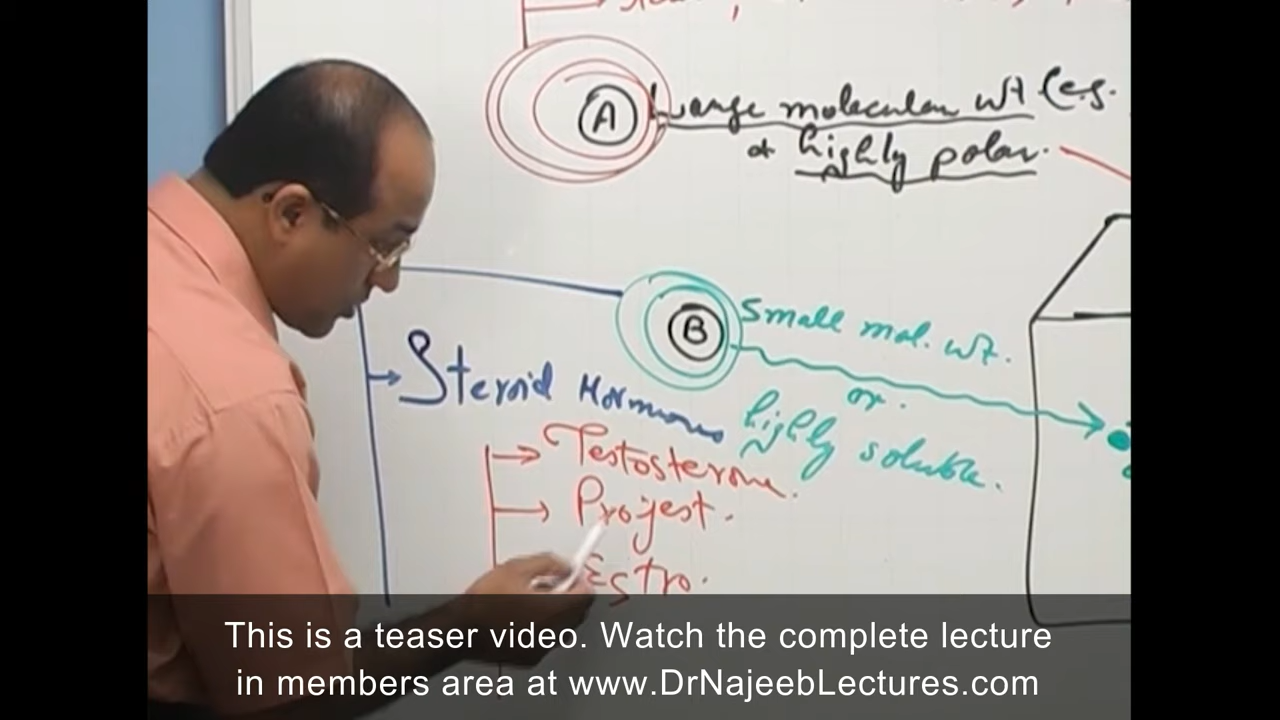 A Large molecular wt (e.g.
or highly polar.
B Small mol. wt.
or.
highly soluble.
Steroid Hormones
Testosterone.
Projest.
Estro.
This is a teaser video. Watch the complete lecture
in members area at www.DrNajeebLectures.com